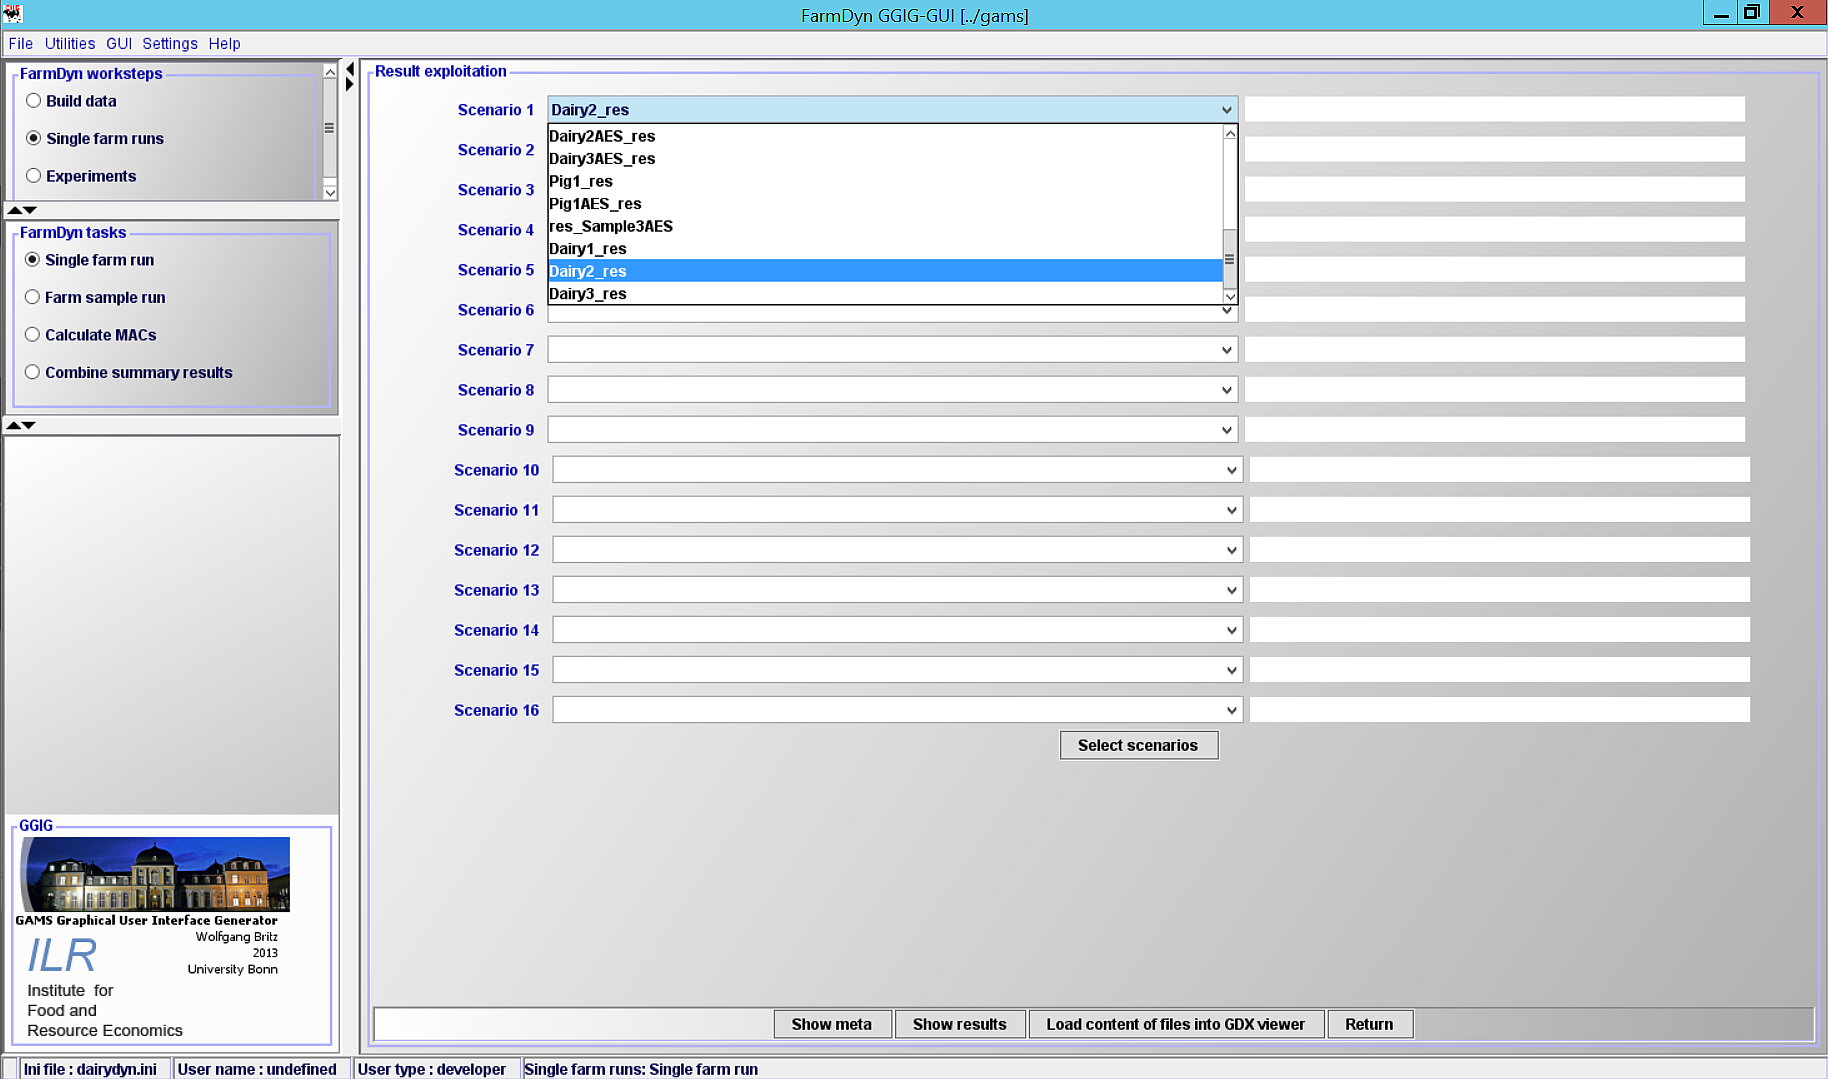 FarmDyn GGIG-GUI [../gams]
X
File Utilities GUI Settings Help
FarmDyn worksteps
Build data
Single farm runs
Experiments
FarmDyn tasks
Single farm run
Farm sample run
Calculate MACs
Combine summary results
GGIG
GAMS Graphical User Interface Generator
Wolfgang Britz
2013
University Bonn
ILR
Institute for
Food and
Resource Economics
Result exploitation
Scenario 1 Dairy2_res
Dairy2AES_res
Scenario 2
Dairy3AES_res
Pig1_res
Scenario 3
Pig1AES_res
Scenario 4
res_Sample3AES
Dairy1_res
Scenario 5
Dairy2_res
Dairy3_res
Scenario 6
Scenario 7
Scenario 8
Scenario 9
Scenario 10
Scenario 11
Scenario 12
Scenario 13
Scenario 14
Scenario 15
Scenario 16
Select scenarios
Show meta Show results Load content of files into GDX viewer Return
Ini file : dairydyn.ini User name : undefined User type : developer Single farm runs: Single farm run